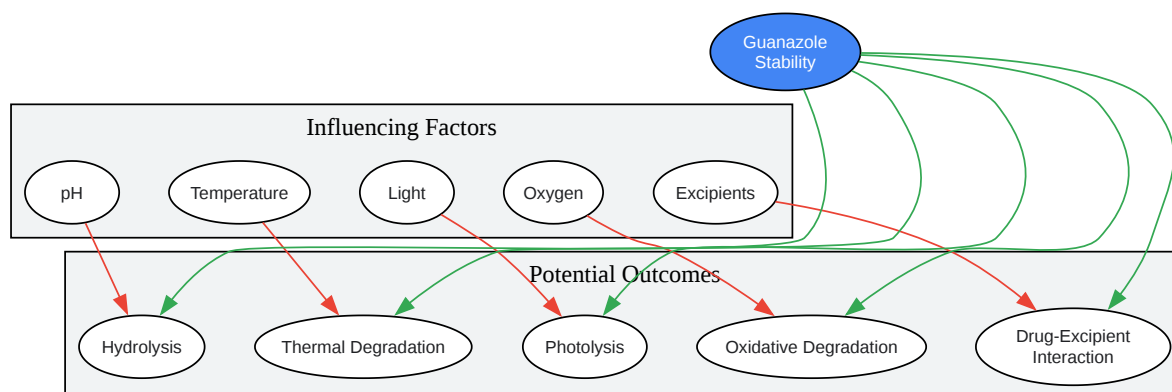 Guanazole
Stability
Influencing Factors
pH
Temperature
Light
Oxygen
Excipients
Potential Outcomes
Hydrolysis
Thermal Degradation
Photolysis
Oxidative Degradation
Drug-Excipient
Interaction